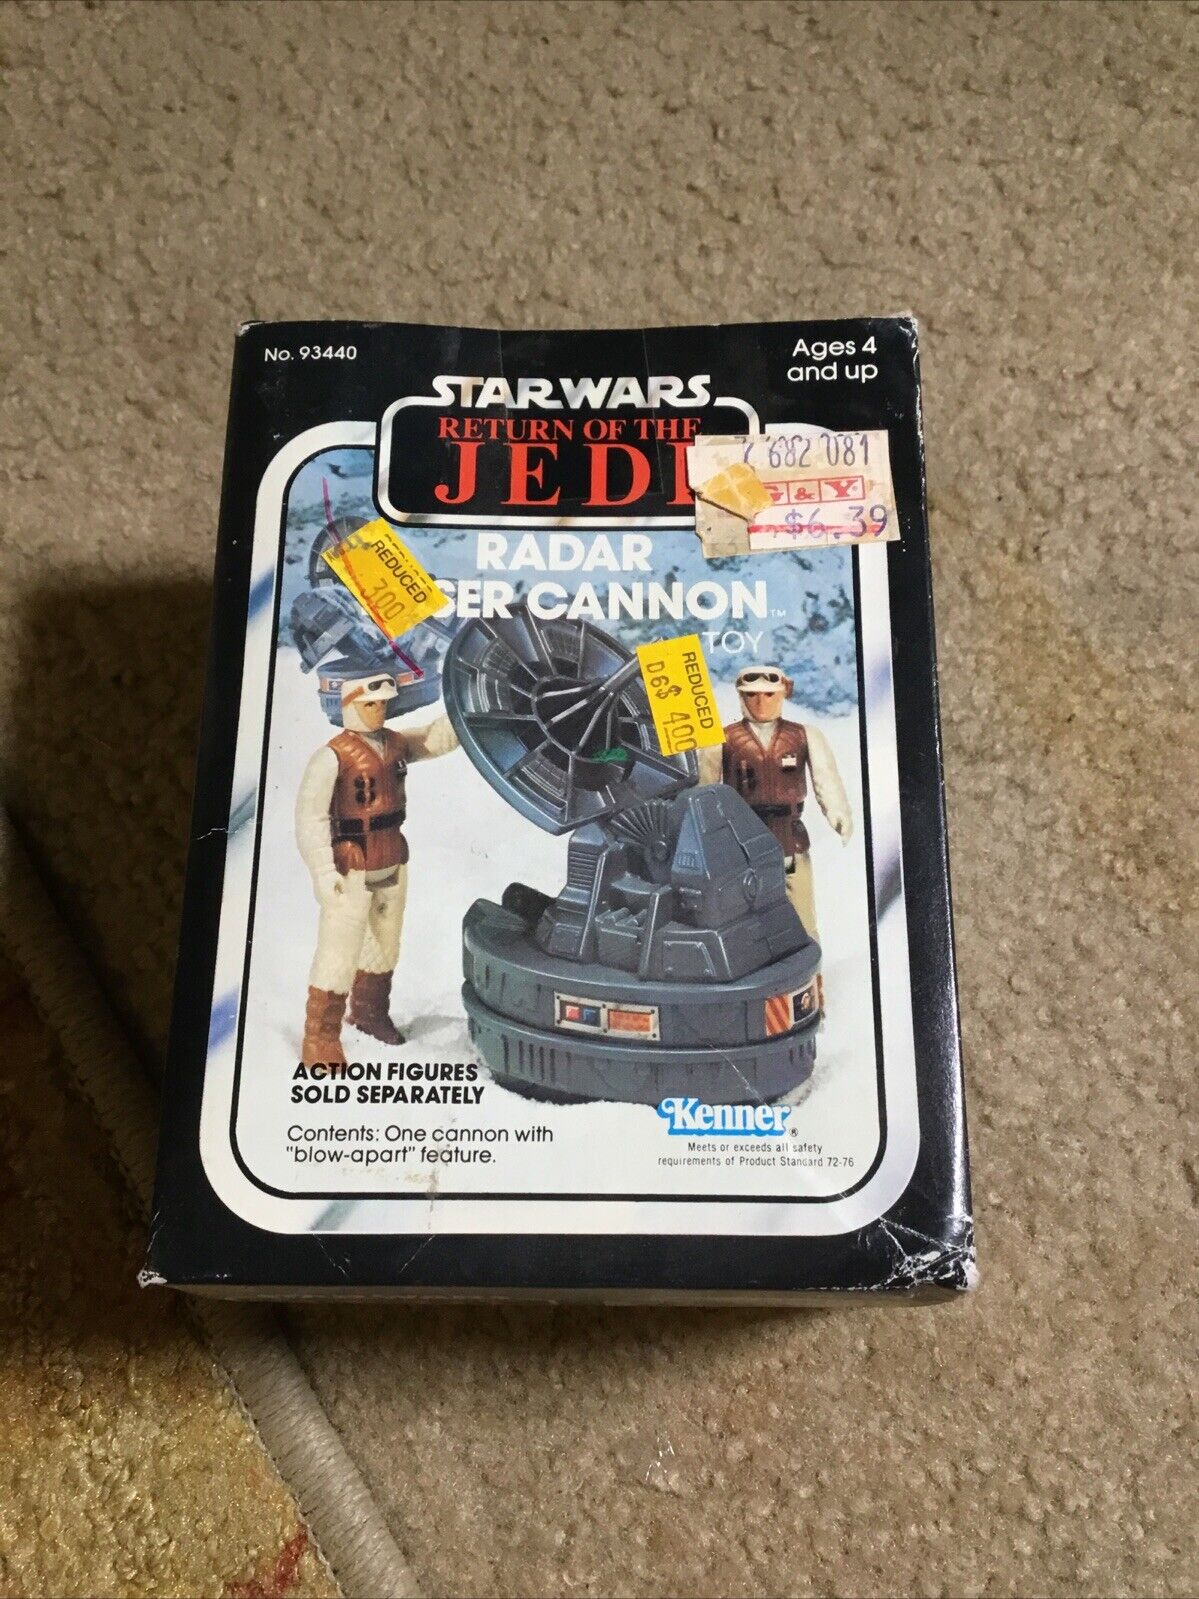 No. 93440
Ages 4
and up
STAR WARS
RETURN OF THE
JEDI
7 682 081
G & Y
$6.39
RADAR
SER CANNON™
TOY
REDUCED
300
REDUCED
D6$ 400
ACTION FIGURES
SOLD SEPARATELY
Contents: One cannon with
"blow-apart" feature.
Kenner®
Meets or exceeds all safety
requirements of Product Standard 72-76